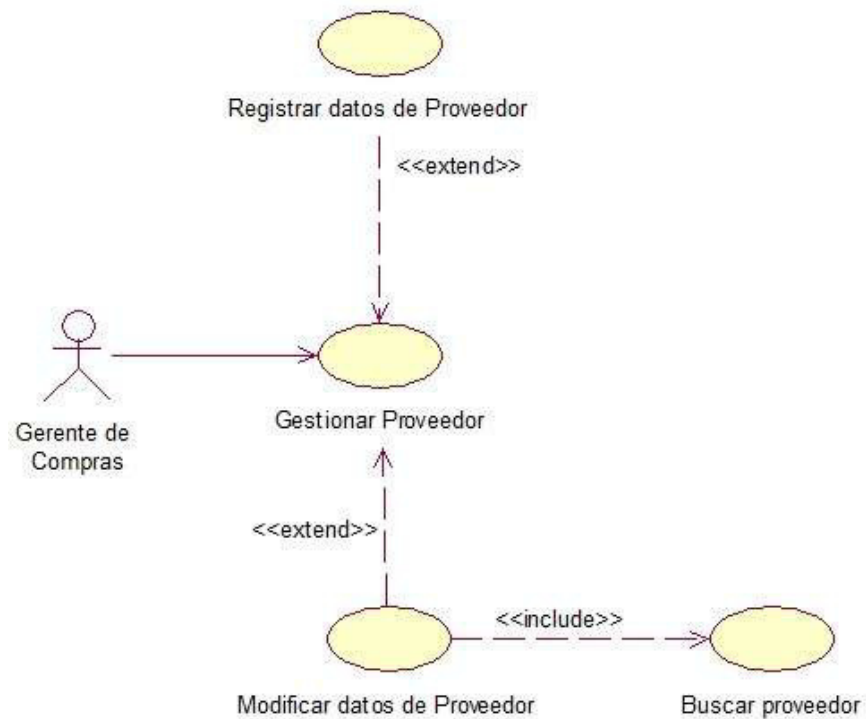 Registrar datos de Proveedor
<<extend>>
Gerente de
Compras
Gestionar Proveedor
<<extend>>
<<include>>
Modificar datos de Proveedor
Buscar proveedor